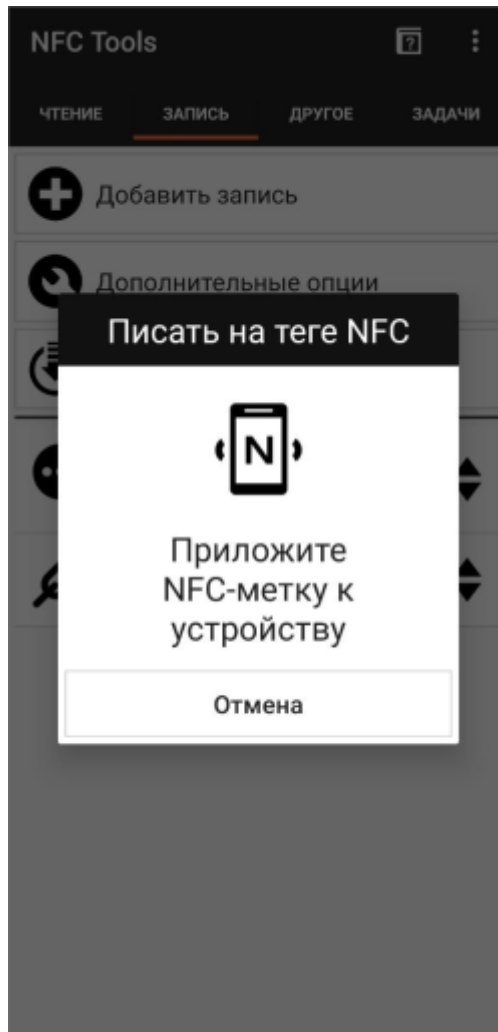 NFC Tools
ЧТЕНИЕ ЗАПИСЬ ДРУГОЕ ЗАДАЧИ
Добавить запись
Дополнительные опции
Писать на теге NFC
N
Приложите
NFC-метку к
устройству
Отмена